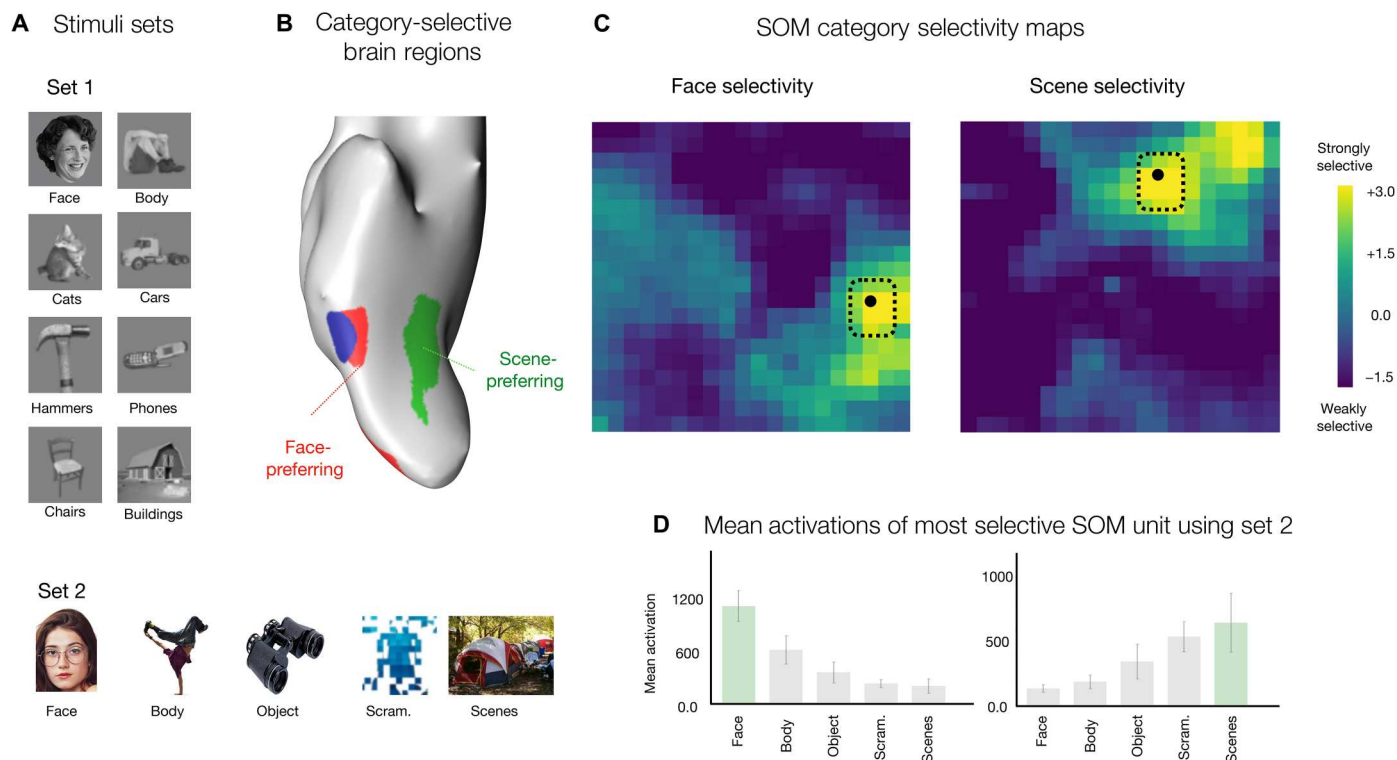 A Stimuli sets
Set 1
Face Body
Cats Cars
Hammers Phones
Chairs Buildings
Set 2
Face Body Object Scram. Scenes
B Category-selective
brain regions
Scene-
preferring
Face-
preferring
C SOM category selectivity maps
Face selectivity Scene selectivity
Strongly
selective
+3.0
+1.5
0.0
−1.5
Weakly
selective
D Mean activations of most selective SOM unit using set 2
Mean activation
1200
600
0.0
Face Body Object Scram. Scenes
1000
500
0.0
Face Body Object Scram. Scenes